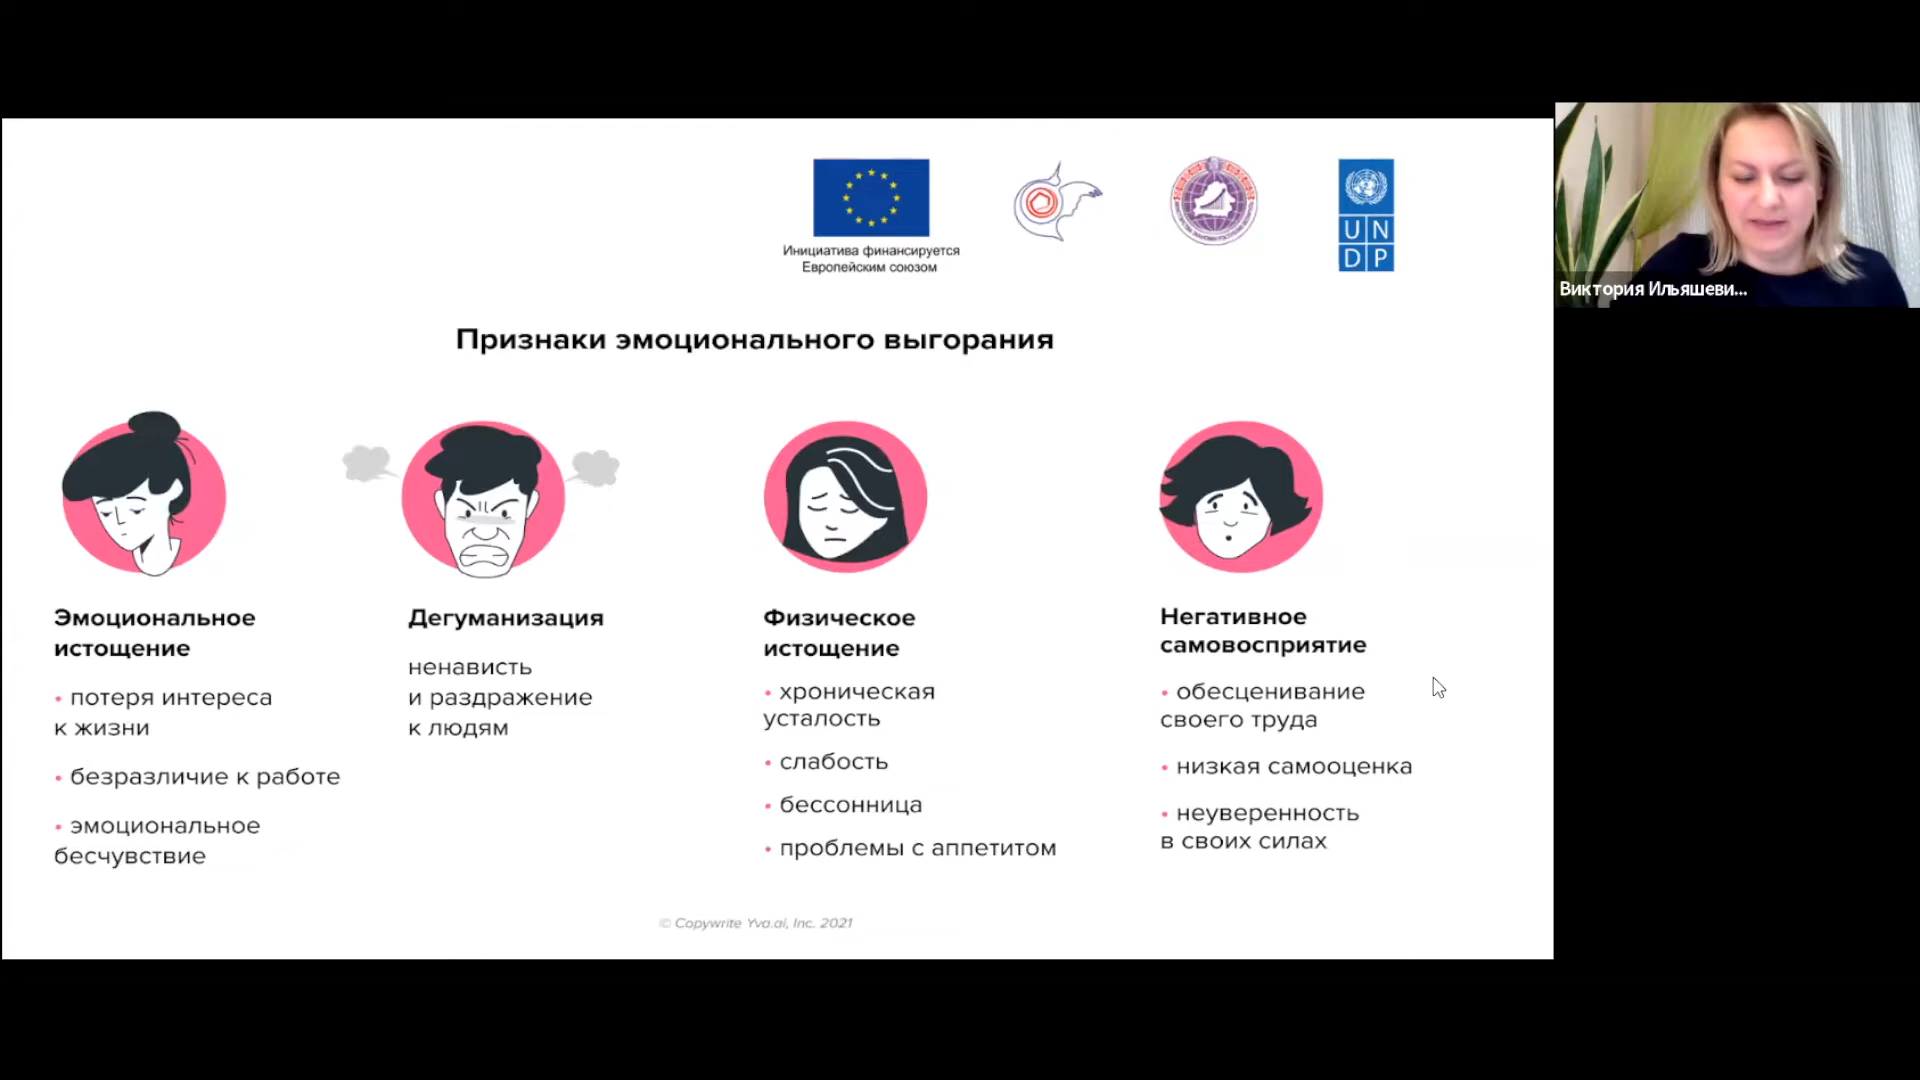 Инициатива финансируется
Европейским союзом
U N
D P
Виктория Ильяшеви...
Признаки эмоционального выгорания
Эмоциональное
истощение
• потеря интереса
к жизни
• безразличие к работе
• эмоциональное
бесчувствие
Дегуманизация
ненависть
и раздражение
к людям
Физическое
истощение
• хроническая
усталость
• слабость
• бессонница
• проблемы с аппетитом
Негативное
самовосприятие
• обесценивание
своего труда
• низкая самооценка
• неуверенность
в своих силах
© Copywrite Yva.ai, Inc. 2021